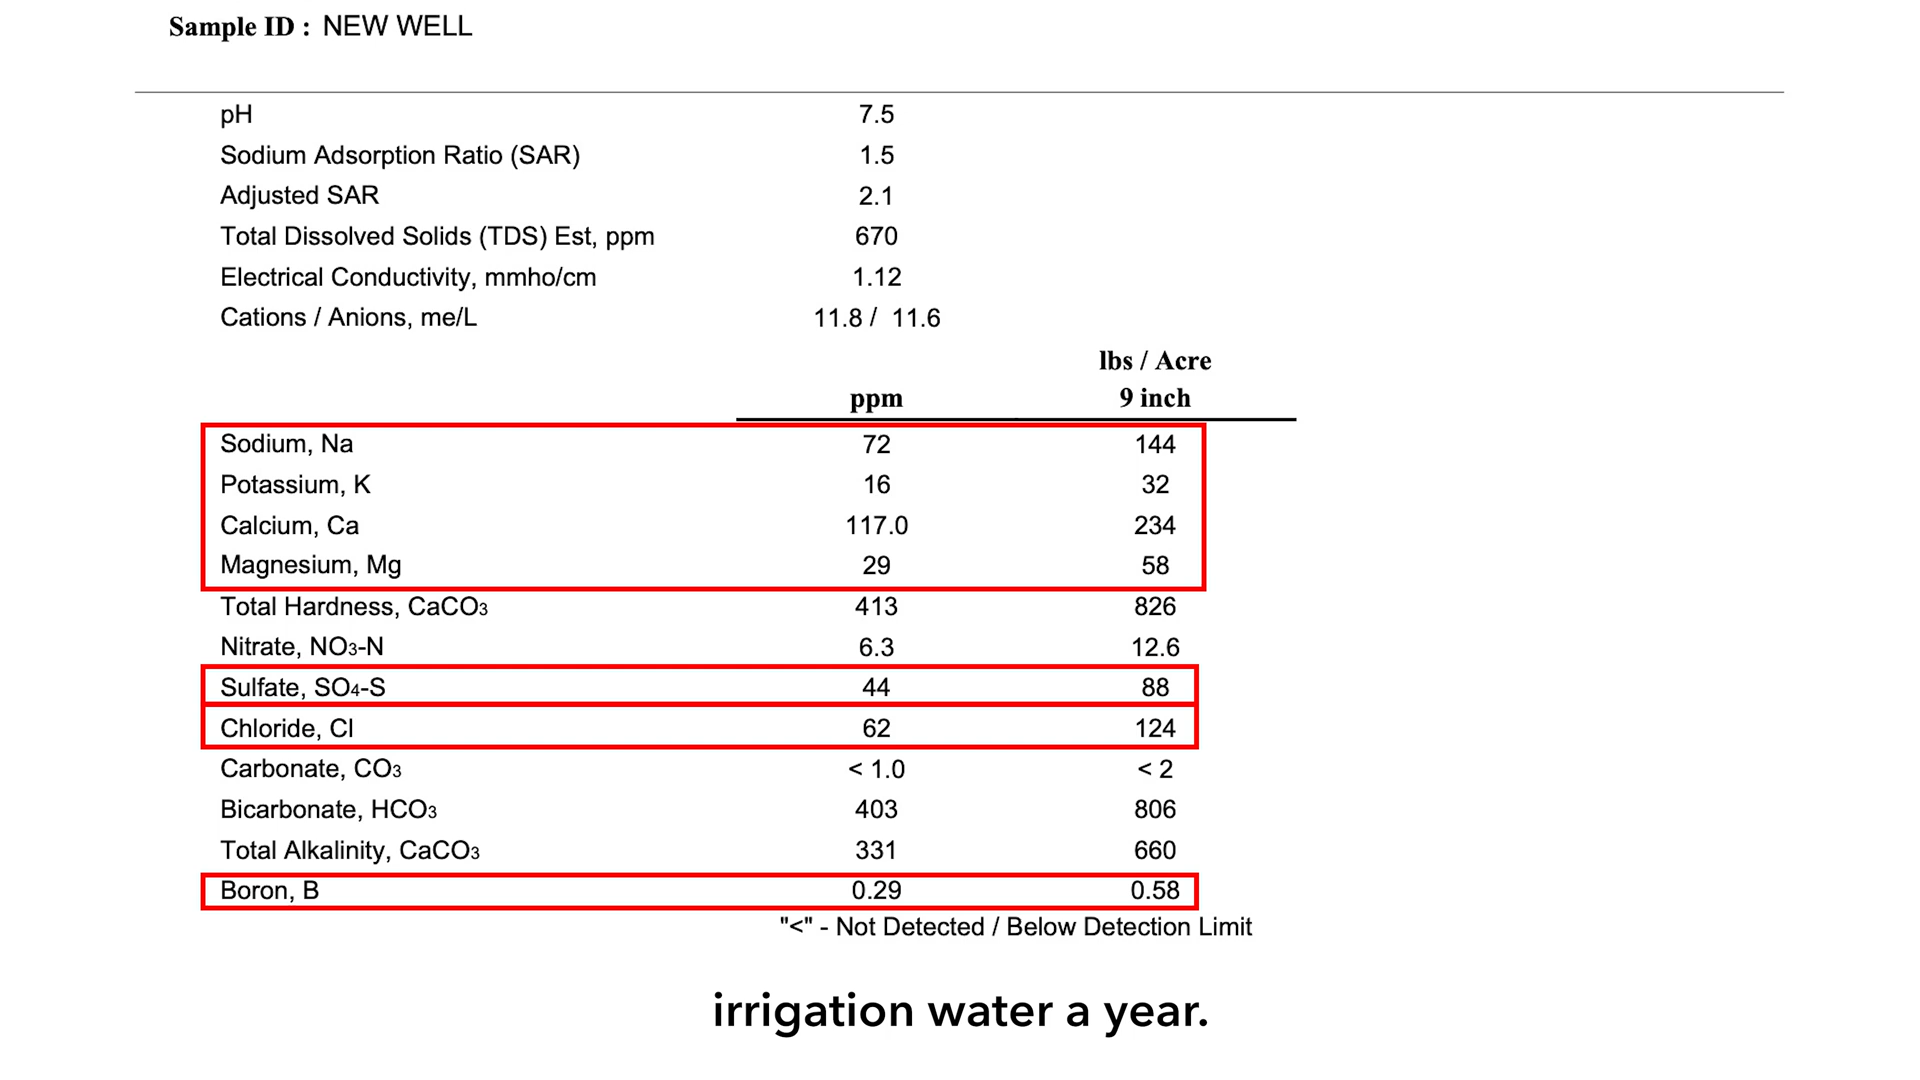 Sample ID : NEW WELL
pH 7.5
Sodium Adsorption Ratio (SAR) 1.5
Adjusted SAR 2.1
Total Dissolved Solids (TDS) Est, ppm 670
Electrical Conductivity, mmho/cm 1.12
Cations / Anions, me/L 11.8 / 11.6
lbs / Acre
ppm 9 inch
Sodium, Na 72 144
Potassium, K 16 32
Calcium, Ca 117.0 234
Magnesium, Mg 29 58
Total Hardness, CaCO3 413 826
Nitrate, NO3-N 6.3 12.6
Sulfate, SO4-S 44 88
Chloride, Cl 62 124
Carbonate, CO3 < 1.0 < 2
Bicarbonate, HCO3 403 806
Total Alkalinity, CaCO3 331 660
Boron, B 0.29 0.58
"<" - Not Detected / Below Detection Limit
irrigation water a year.